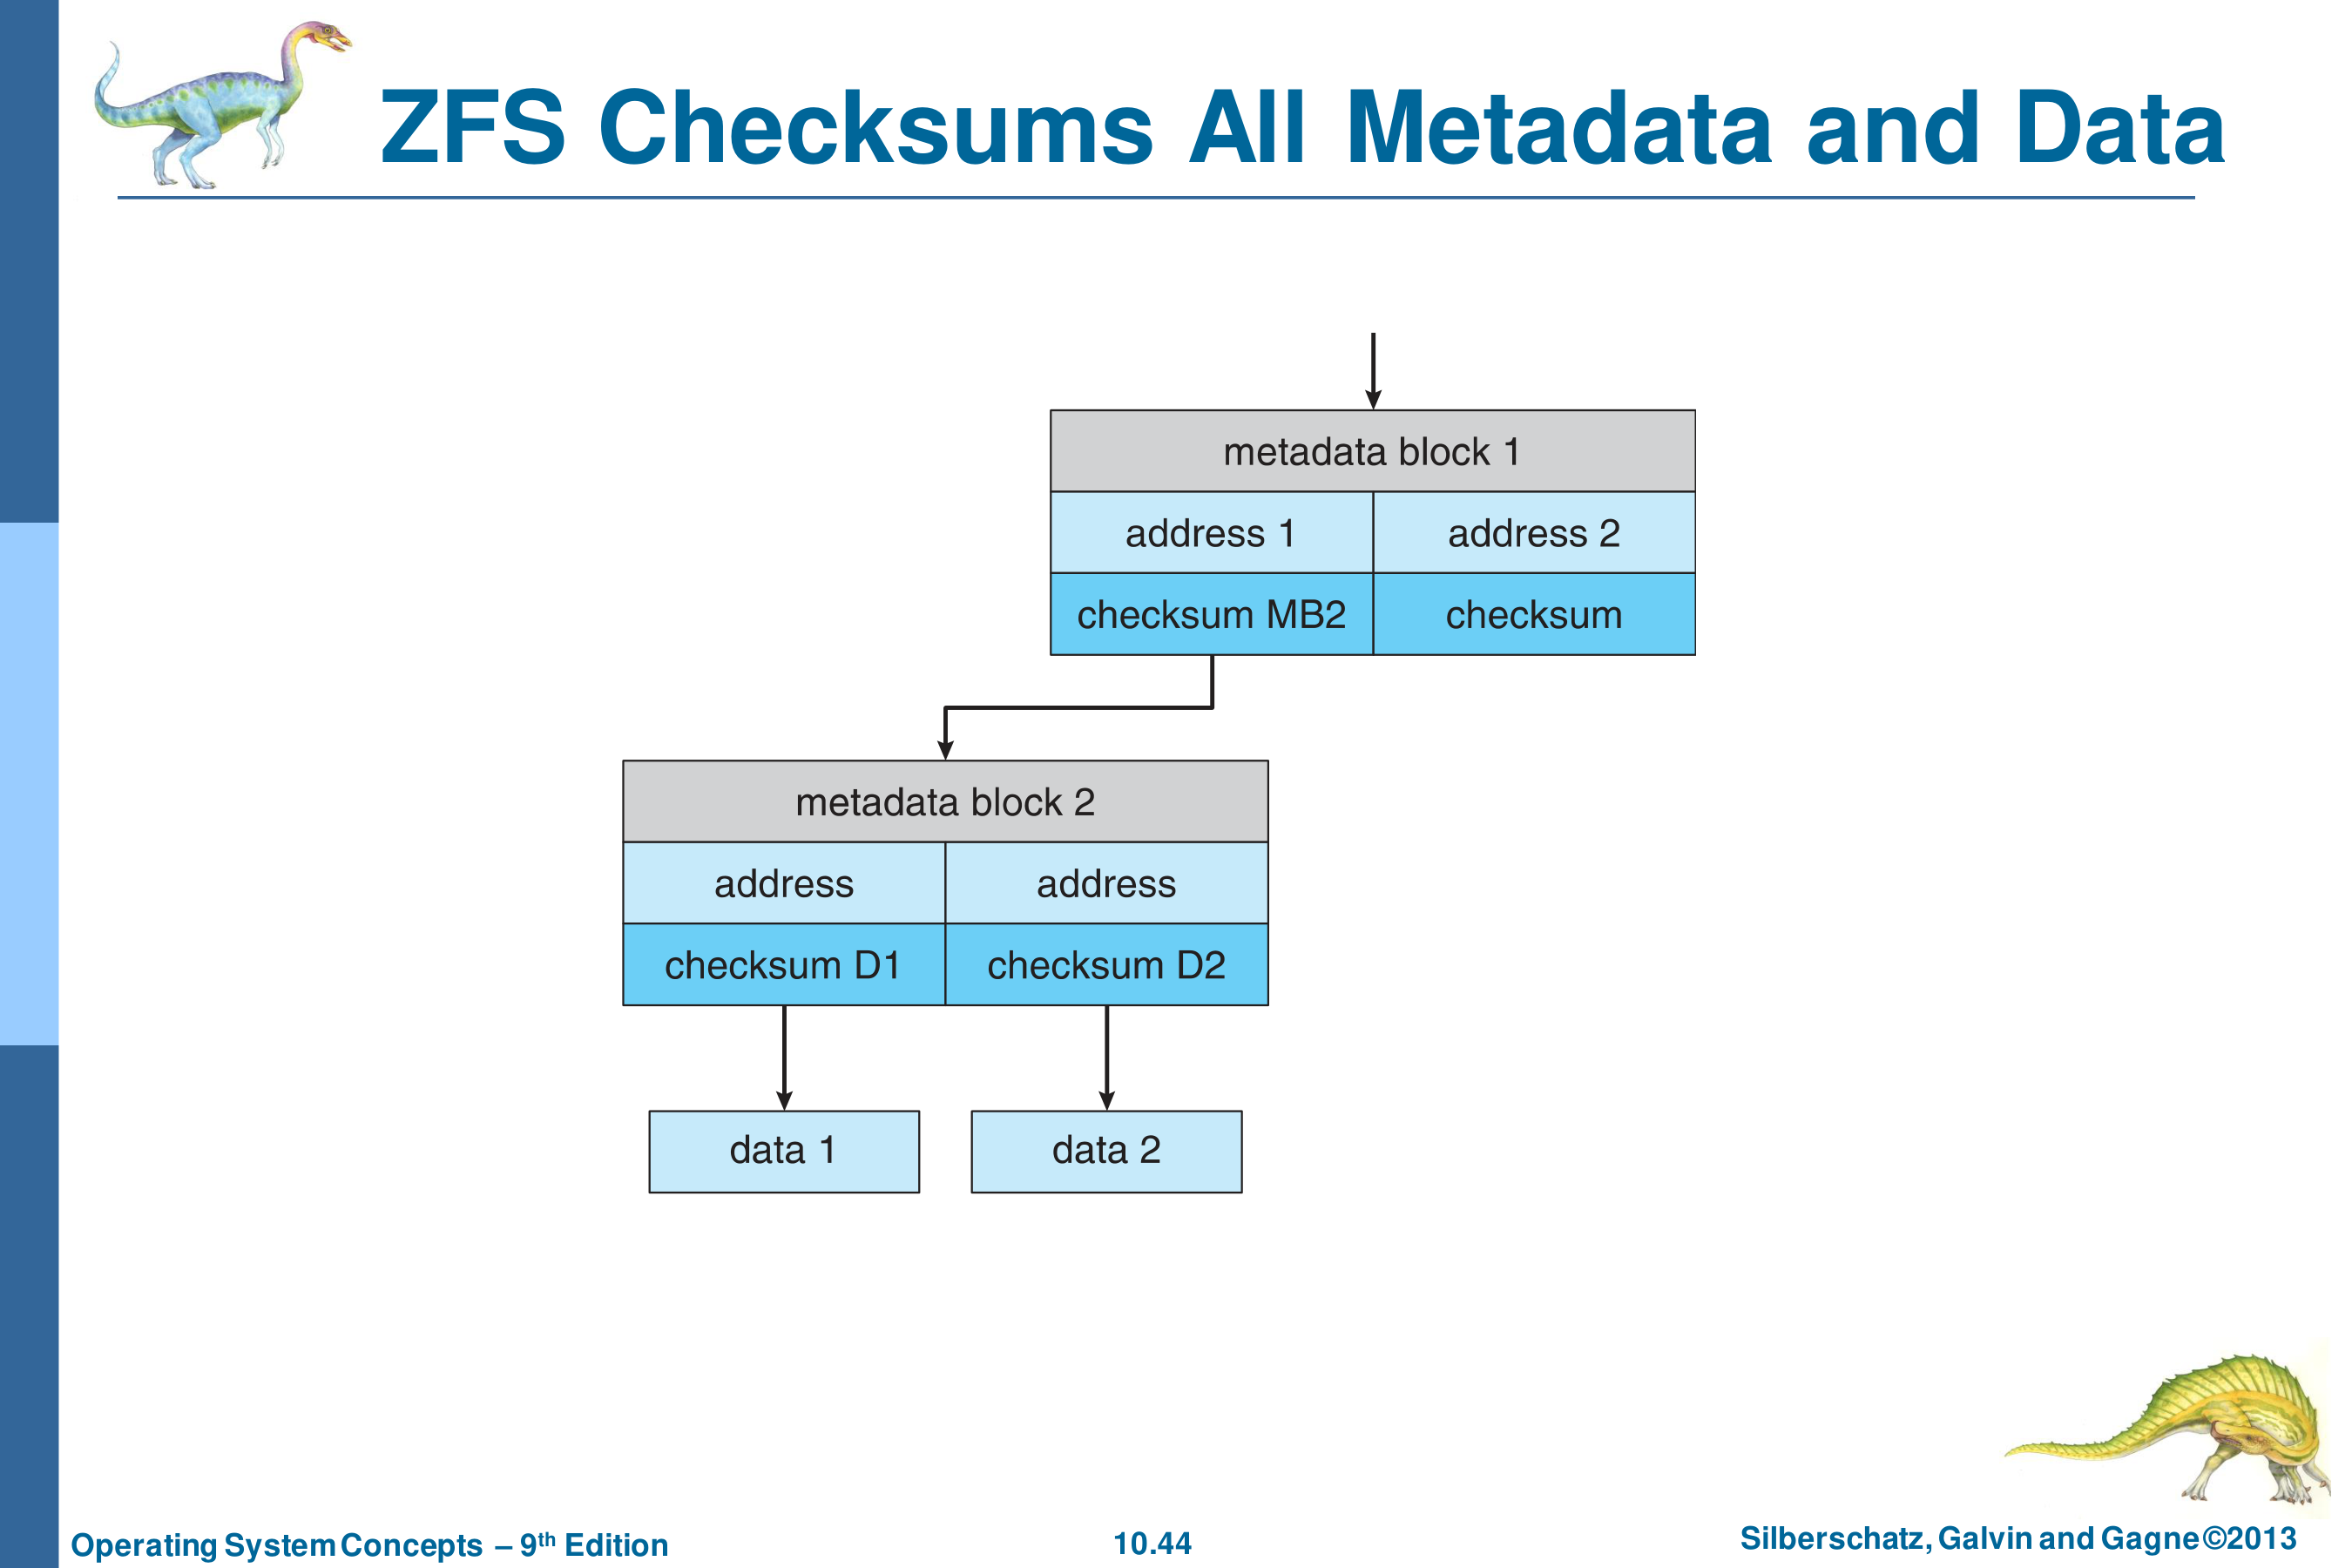 ZFS Checksums All Metadata and Data
metadata block 1
address 1 address 2
checksum MB2 checksum
metadata block 2
address address
checksum D1 checksum D2
data 1 data 2
Operating System Concepts – 9th Edition 10.44 Silberschatz, Galvin and Gagne ©2013